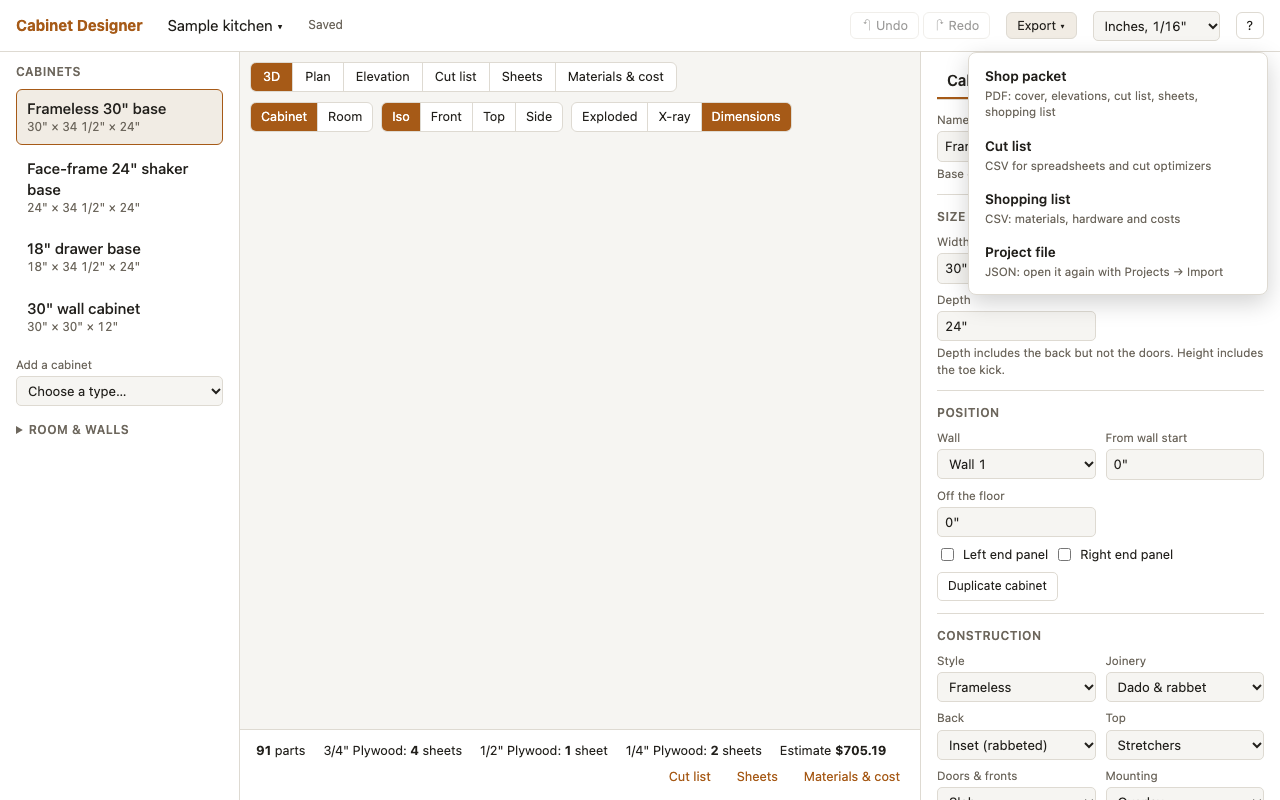 Cabinet Designer
Sample kitchen ▾
Saved
Undo
Redo
Export ▾
Inches, 1/16"
?
CABINETS
Frameless 30" base
30" × 34 1/2" × 24"
Face-frame 24" shaker
base
24" × 34 1/2" × 24"
18" drawer base
18" × 34 1/2" × 24"
30" wall cabinet
30" × 30" × 12"
Add a cabinet
Choose a type…
ROOM & WALLS
3D
Plan
Elevation
Cut list
Sheets
Materials & cost
Cabinet
Room
Iso
Front
Top
Side
Exploded
X-ray
Dimensions
91 parts
3/4" Plywood: 4 sheets
1/2" Plywood: 1 sheet
1/4" Plywood: 2 sheets
Estimate $705.19
Cut list
Sheets
Materials & cost
Shop packet
PDF: cover, elevations, cut list, sheets,
shopping list
Cut list
CSV for spreadsheets and cut optimizers
Shopping list
CSV: materials, hardware and costs
Project file
JSON: open it again with Projects → Import
Name
Base
SIZE
Width
30"
Depth
24"
Depth includes the back but not the doors. Height includes
the toe kick.
POSITION
Wall
From wall start
Wall 1
0"
Off the floor
0"
Left end panel
Right end panel
Duplicate cabinet
CONSTRUCTION
Style
Joinery
Frameless
Dado & rabbet
Back
Top
Inset (rabbeted)
Stretchers
Doors & fronts
Mounting